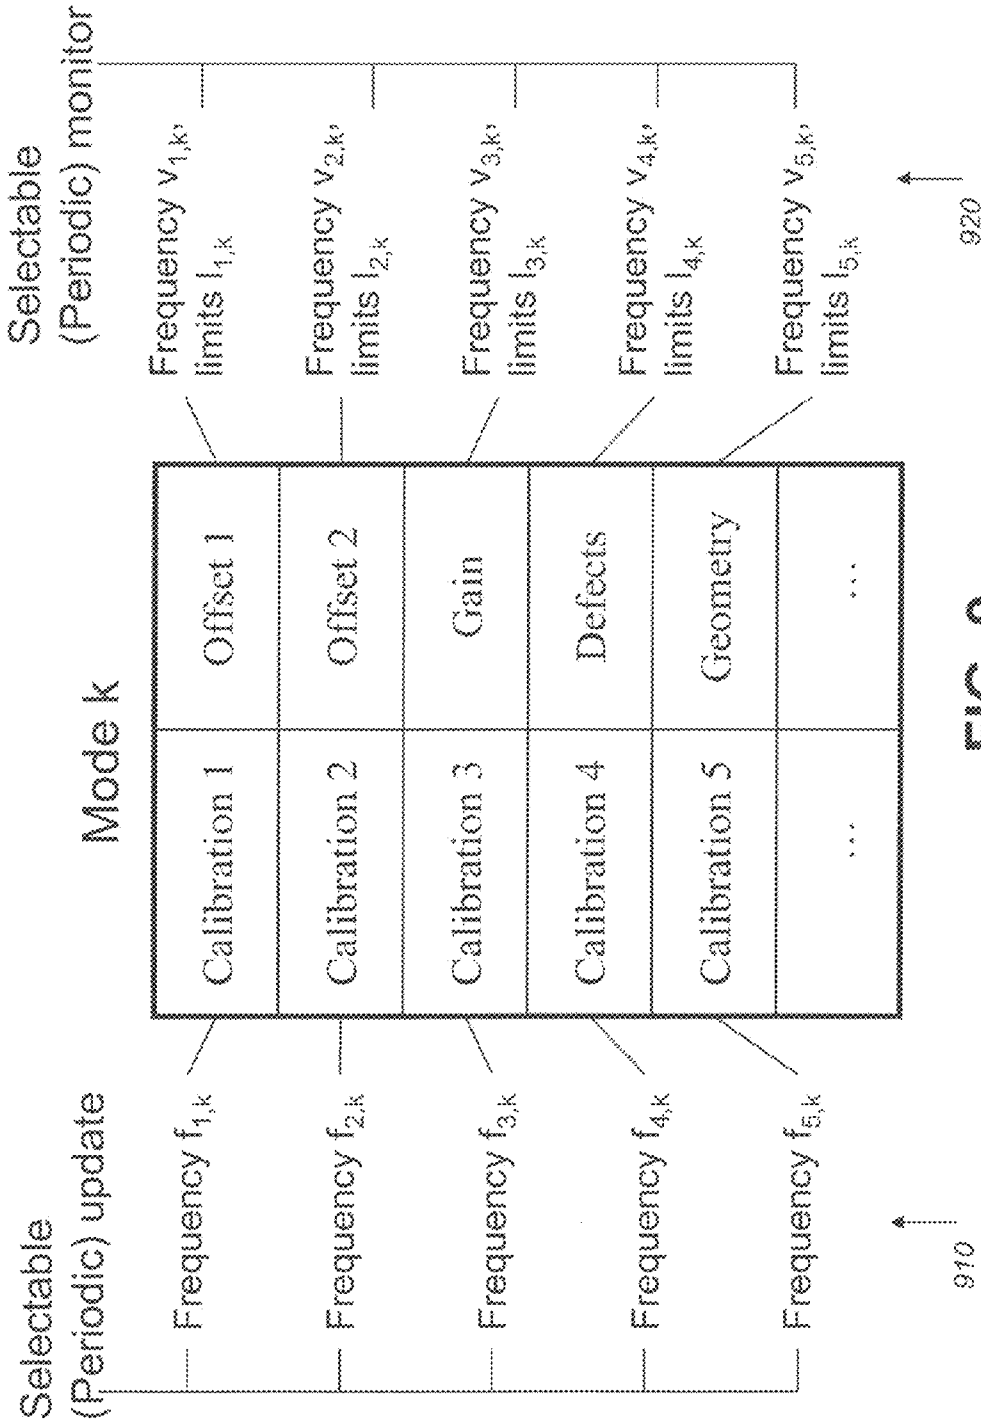 Selectable
(Periodic) update
Frequency f1,k
Frequency f2,k
Frequency f3,k
Frequency f4,k
Frequency f5,k
910
Mode k
Calibration 1 Offset 1
Calibration 2 Offset 2
Calibration 3 Gain
Calibration 4 Defects
Calibration 5 Geometry
... ...
Selectable
(Periodic) monitor
Frequency v1,k,
limits l1,k
Frequency v2,k,
limits l2,k
Frequency v3,k,
limits l3,k
Frequency v4,k,
limits l4,k
Frequency v5,k,
limits l5,k
920
FIG.